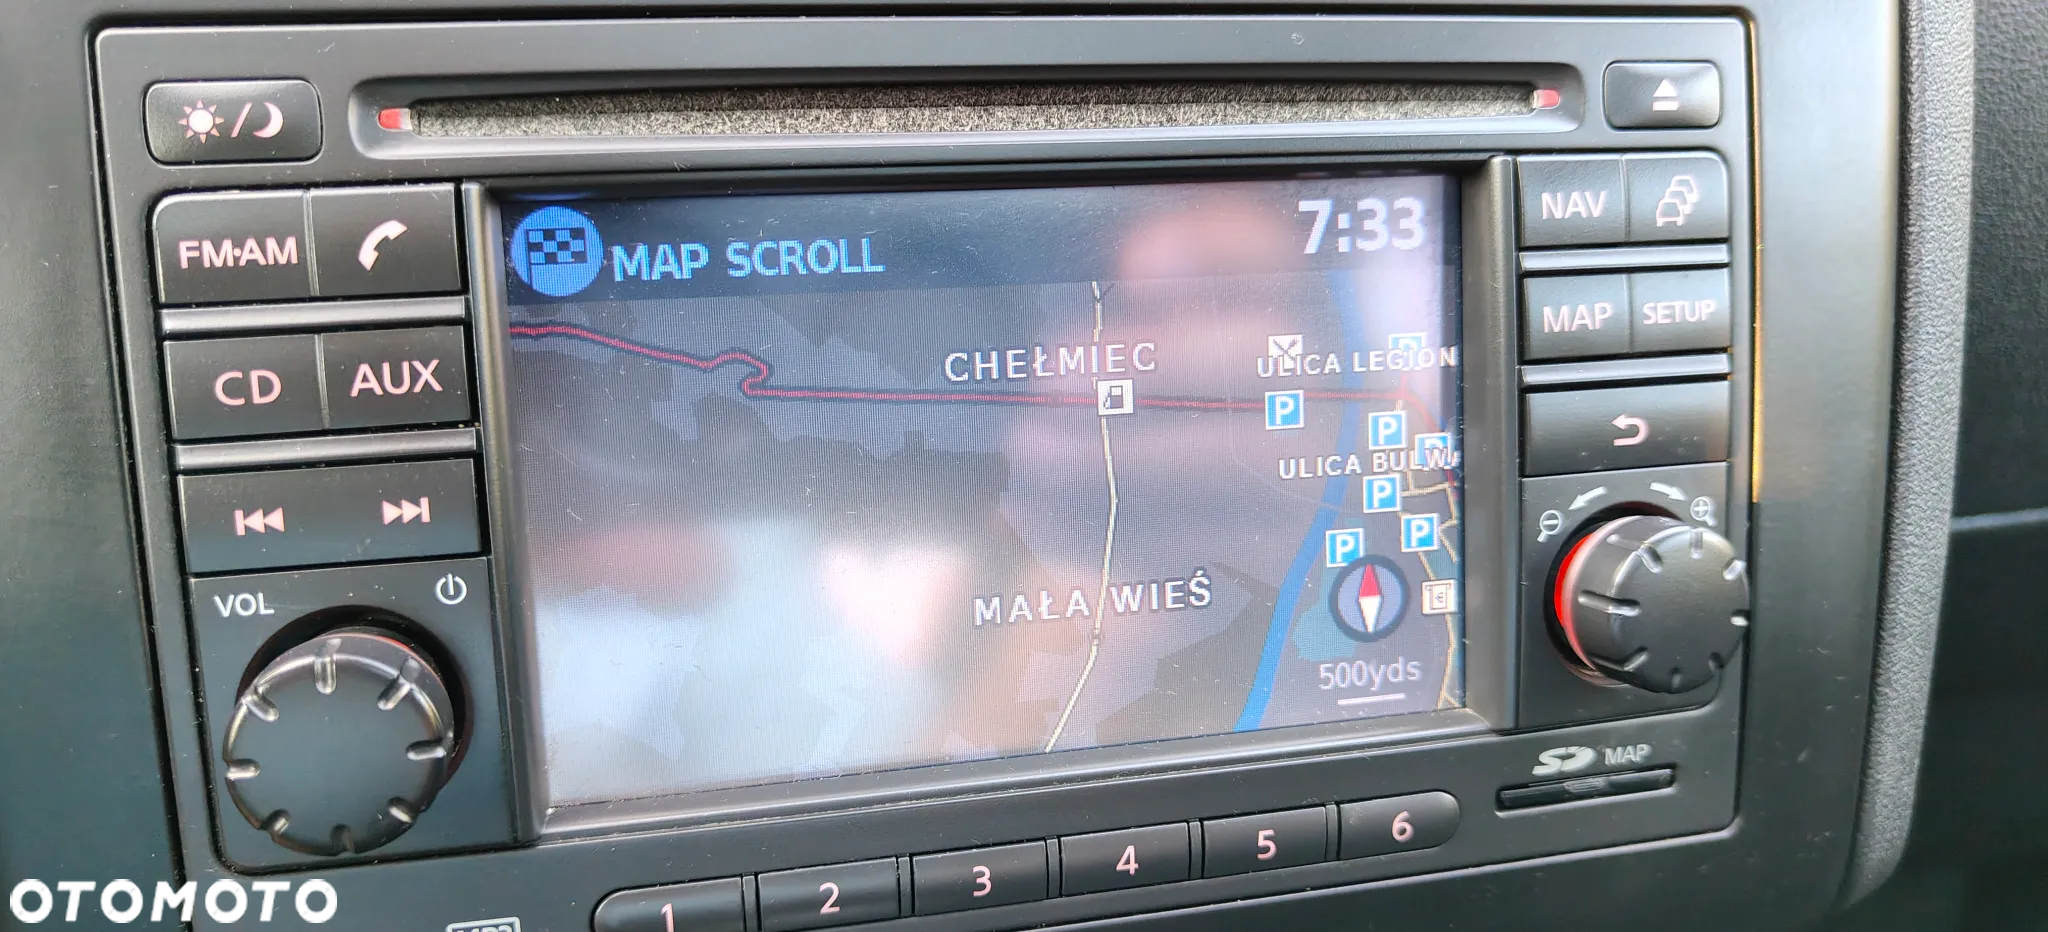 FM·AM
CD
AUX
VOL
MAP SCROLL
7:33
CHEŁMIEC
ULICA LEGION
P
P
ULICA BULW
P
P
P
MAŁA WIEŚ
500yds
NAV
MAP
SETUP
SD MAP
1
2
3
4
5
6
MP3
OTOMOTO